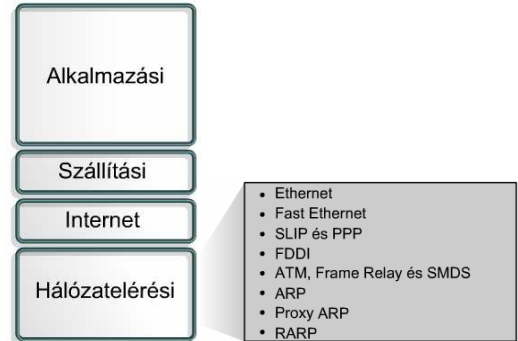 Alkalmazási
Szállítási
Internet
Hálózatelérési
• Ethernet
• Fast Ethernet
• SLIP és PPP
• FDDI
• ATM, Frame Relay és SMDS
• ARP
• Proxy ARP
• RARP